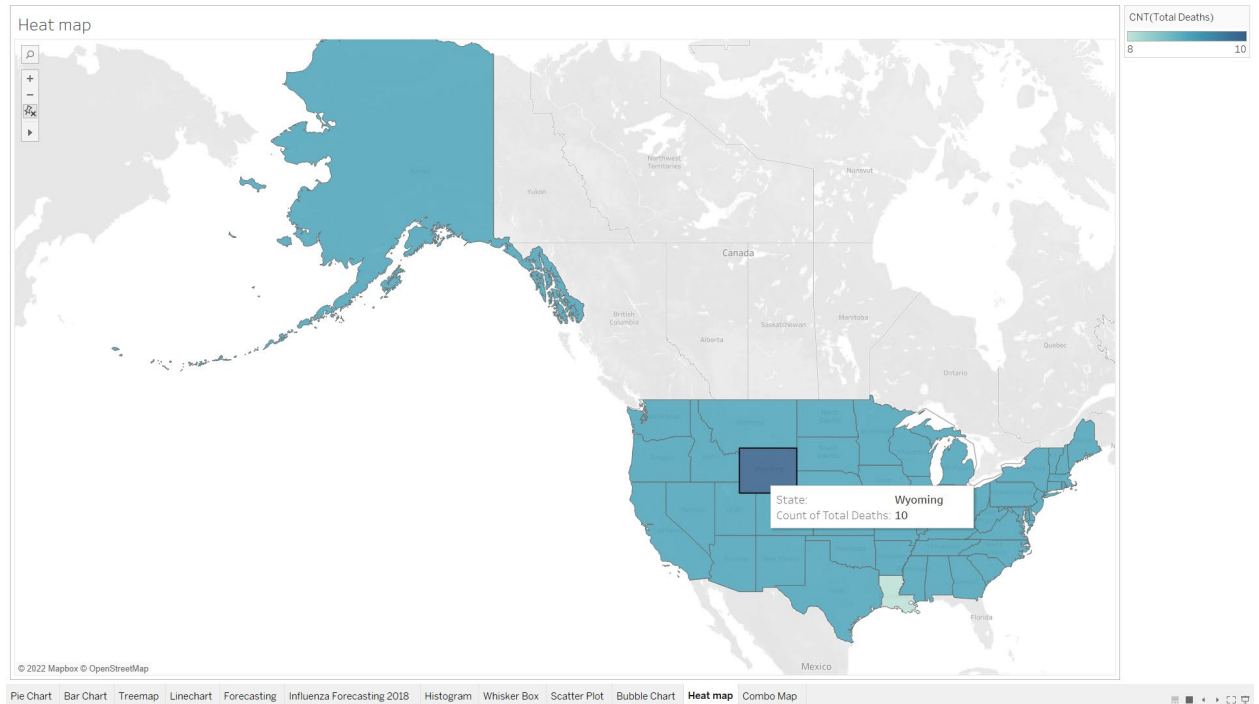 Heat map
CNT(Total Deaths)
8 10
Northwest
Territories
Nunavut
Yukon
Canada
British
Columbia
Alberta
Saskatchewan
Manitoba
Ontario
Quebec
Wyoming
State: Wyoming
Count of Total Deaths: 10
Florida
Mexico
© 2022 Mapbox © OpenStreetMap
Pie Chart Bar Chart Treemap Linechart Forecasting Influenza Forecasting 2018 Histogram Whisker Box Scatter Plot Bubble Chart Heat map Combo Map